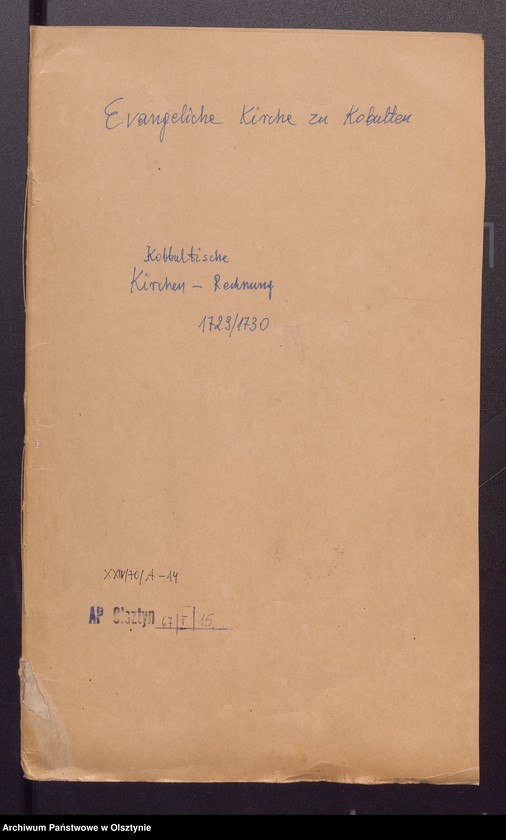 Evangeliche Kirche zu Kobulten
Kobbultische
Kirchen – Rechnung
1729/1730
XXIV/70/A-14
AP Olsztyn 67/I/15
Archiwum Państwowe w Olsztynie